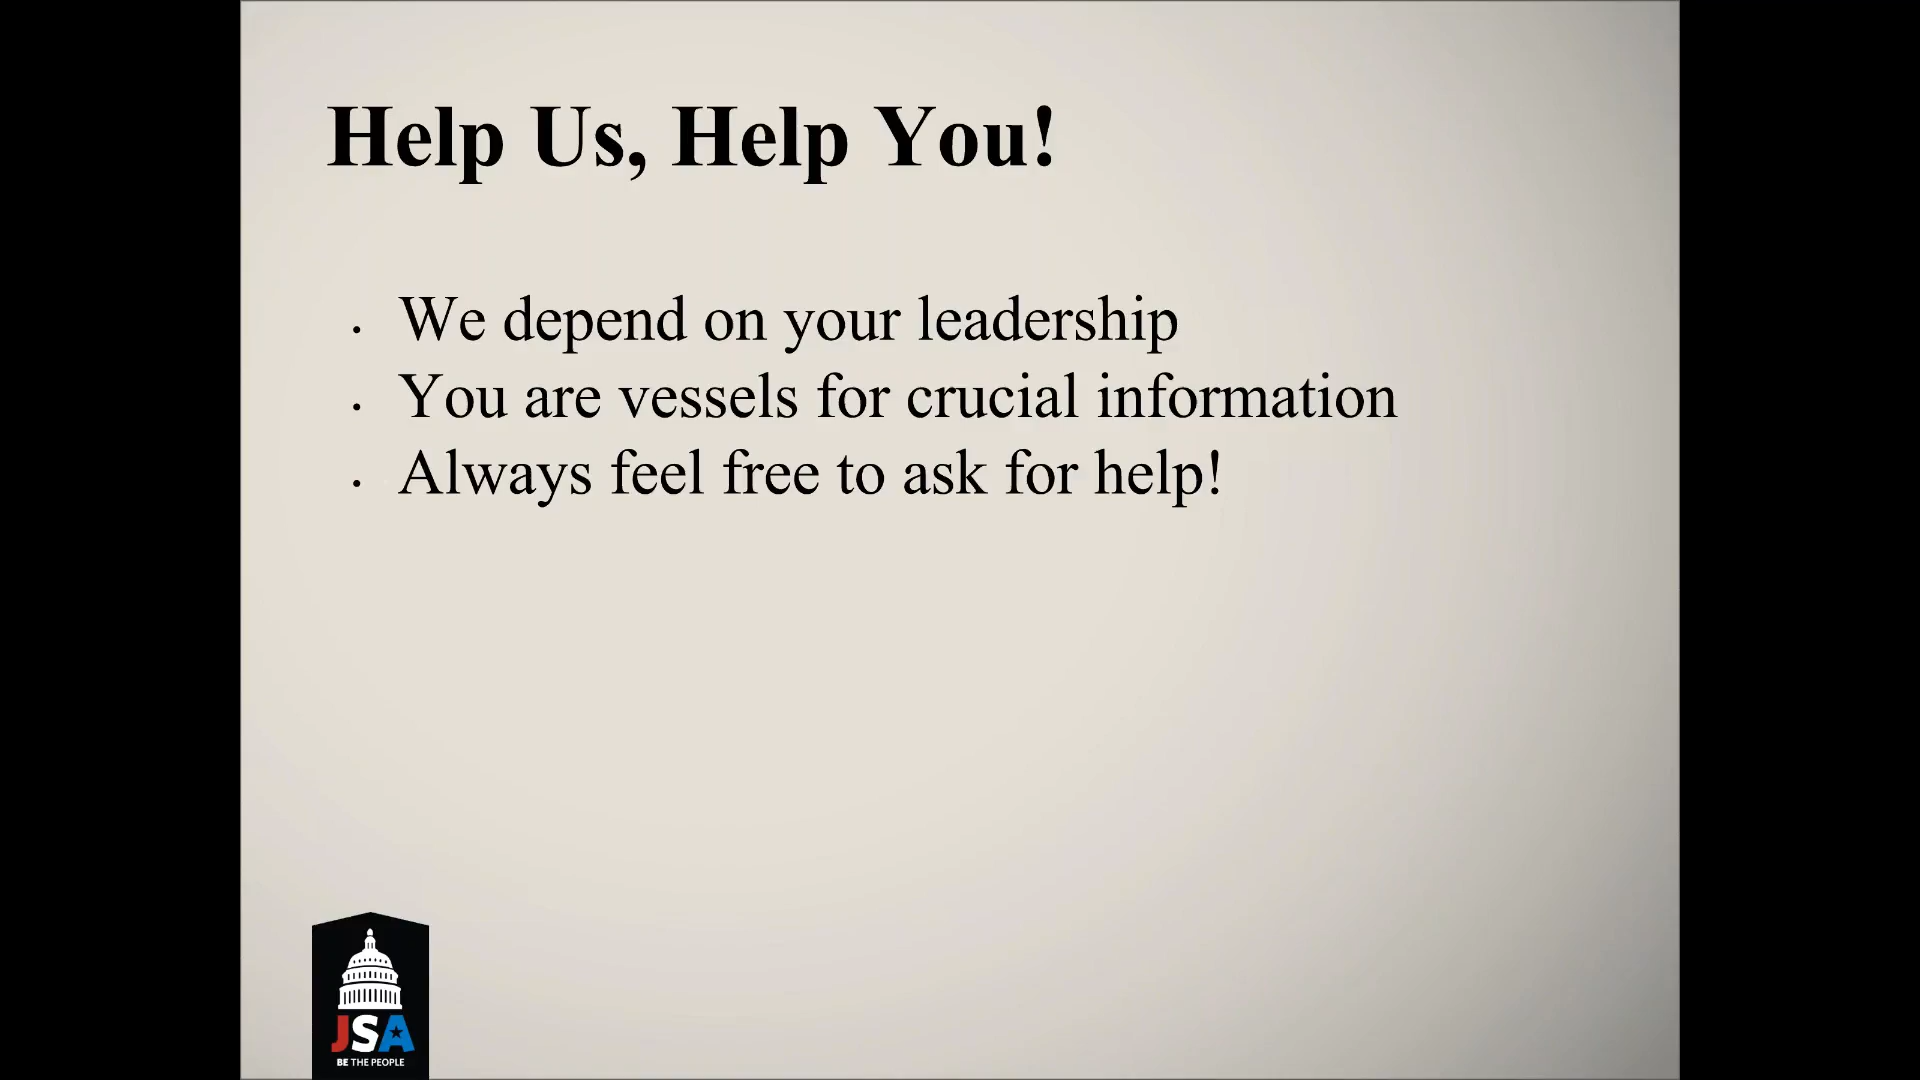 Help Us, Help You!
· We depend on your leadership
· You are vessels for crucial information
· Always feel free to ask for help!
JSA
BE THE PEOPLE